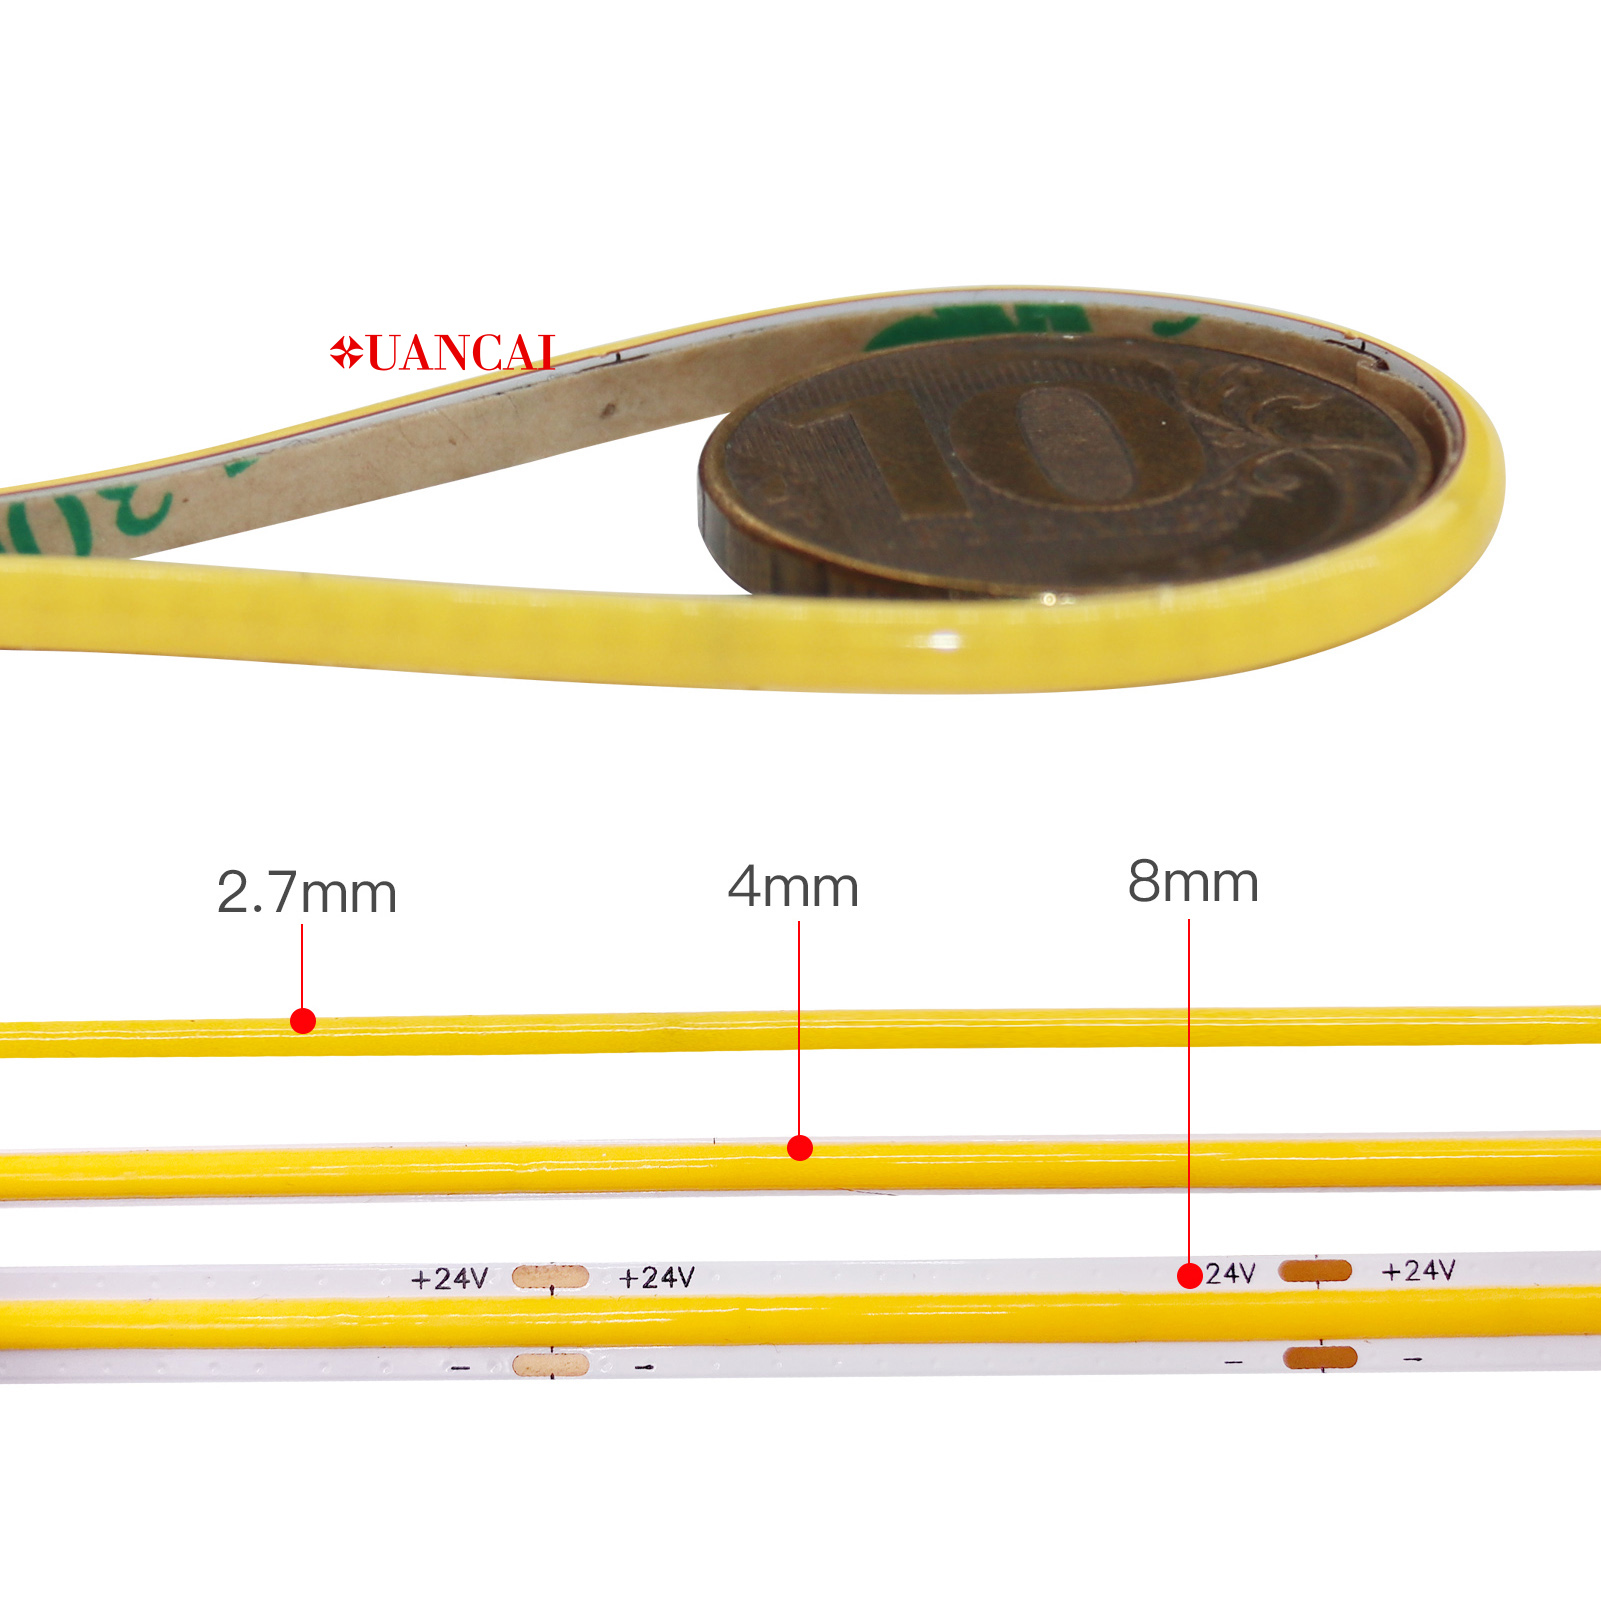 UANCAI
10
2.7mm
4mm
8mm
+24V +24V 24V +24V
– – – –